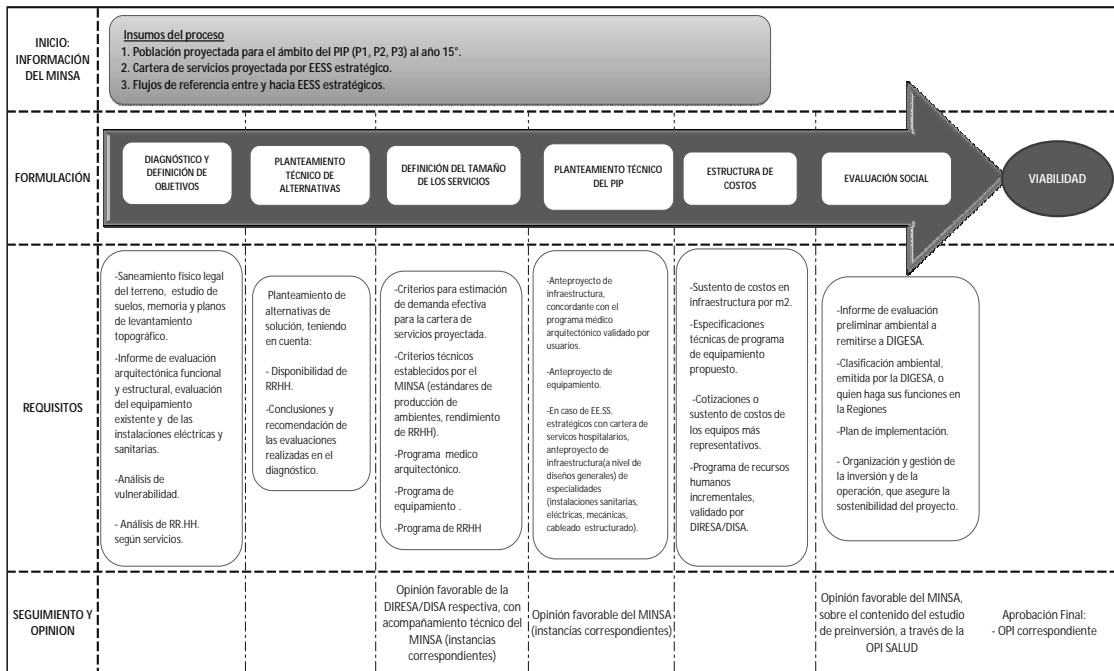 INICIO:
INFORMACIÓN
DEL MINSA
Insumos del proceso
1. Población proyectada para el ámbito del PIP (P1, P2, P3) al año 15°.
2. Cartera de servicios proyectada por EESS estratégico.
3. Flujos de referencia entre y hacia EESS estratégicos.
FORMULACIÓN
DIAGNÓSTICO Y
DEFINICIÓN DE
OBJETIVOS
PLANTEAMIENTO
TÉCNICO DE
ALTERNATIVAS
DEFINICIÓN DEL TAMAÑO
DE LOS SERVICIOS
PLANTEAMIENTO TÉCNICO
DEL PIP
ESTRUCTURA DE
COSTOS
EVALUACIÓN SOCIAL
VIABILIDAD
REQUISITOS
-Saneamiento físico legal
del terreno, estudio de
suelos, memoria y planos
de levantamiento
topográfico.
-Informe de evaluación
arquitectónica funcional
y estructural, evaluación
del equipamiento
existente y de las
instalaciones eléctricas y
sanitarias.
-Análisis de
vulnerabilidad.
- Análisis de RR.HH.
según servicios.
Planteamiento de
alternativas de
solución, teniendo
en cuenta:
- Disponibilidad de
RRHH.
-Conclusiones y
recomendación de
las evaluaciones
realizadas en el
diagnóstico.
-Criterios para estimación
de demanda efectiva
para la cartera de
servicios proyectada.
-Criterios técnicos
establecidos por el
MINSA (estándares de
producción de
ambientes, rendimiento
de RRHH).
-Programa medico
arquitectónico.
-Programa de
equipamiento .
-Programa de RRHH
-Anteproyecto de
infraestructura,
concordante con el
programa médico
arquitectónico validado por
usuarios.
-Anteproyecto de
equipamiento.
-En caso de EE.SS.
estratégicos con cartera de
servicios hospitalarios,
anteproyecto de
infraestructura(a nivel de
diseños generales) de
especialidades
(instalaciones sanitarias,
eléctricas, mecánicas,
cableado estructurado).
-Sustento de costos en
infraestructura por m2.
-Especificaciones
técnicas de programa
de equipamiento
propuesto.
-Cotizaciones o
sustento de costos de
los equipos más
representativos.
-Programa de recursos
humanos
incrementales,
validado por
DIRESA/DISA.
-Informe de evaluación
preliminar ambiental a
remitirse a DIGESA.
-Clasificación ambiental,
emitida por la DIGESA, o
quien haga sus funciones en
la Regiones
-Plan de implementación.
- Organización y gestión de
la inversión y de la
operación, que asegure la
sostenibilidad del proyecto.
SEGUIMIENTO Y
OPINION
Opinión favorable de la
DIRESA/DISA respectiva, con
acompañamiento técnico del
MINSA (instancias
correspondientes)
Opinión favorable del MINSA
(instancias correspondientes)
Opinión favorable del MINSA,
sobre el contenido del estudio
de preinversión, a través de la
OPI SALUD
Aprobación Final:
- OPI correspondiente